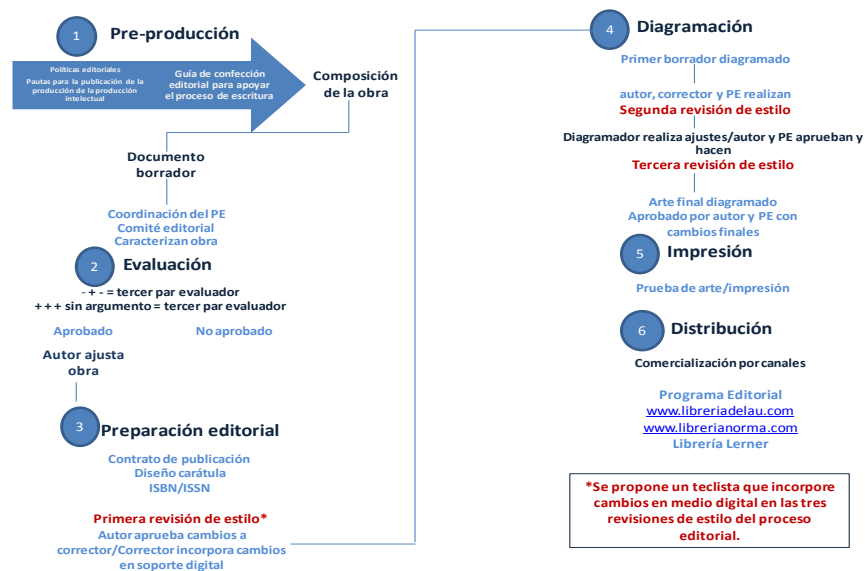 1
Pre-producción
Políticas editoriales
Pautas para la publicación de la
producción de la producción
intelectual
Guía de confección
editorial para apoyar
el proceso de escritura
Composición
de la obra
Documento
borrador
Coordinación del PE
Comité editorial
Caracterizan obra
2
Evaluación
- + - = tercer par evaluador
+ + + sin argumento = tercer par evaluador
Aprobado
No aprobado
Autor ajusta
obra
3
Preparación editorial
Contrato de publicación
Diseño carátula
ISBN/ISSN
Primera revisión de estilo*
Autor aprueba cambios a
corrector/Corrector incorpora cambios
en soporte digital
4
Diagramación
Primer borrador diagramado
autor, corrector y PE realizan
Segunda revisión de estilo
Diagramador realiza ajustes/autor y PE aprueban y
hacen
Tercera revisión de estilo
Arte final diagramado
Aprobado por autor y PE con
cambios finales
5
Impresión
Prueba de arte/impresión
6
Distribución
Comercialización por canales
Programa Editorial
www.libreriadelau.com
www.librerianorma.com
Librería Lerner
*Se propone un teclista que incorpore
cambios en medio digital en las tres
revisiones de estilo del proceso
editorial.